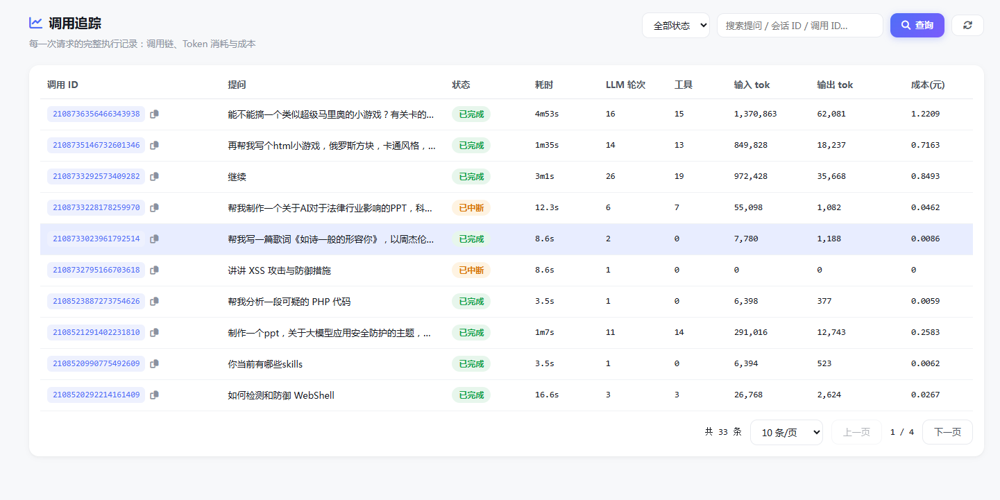 调用追踪
每一次请求的完整执行记录：调用链、Token 消耗与成本
全部状态 搜索提问 / 会话 ID / 调用 ID... 查询
调用 ID 提问 状态 耗时 LLM 轮次 工具 输入 tok 输出 tok 成本(元)
2108736356466343938 能不能搞一个类似超级马里奥的小游戏？有关卡的... 已完成 4m53s 16 15 1,370,863 62,081 1.2209
2108735146732601346 再帮我写个html小游戏，俄罗斯方块，卡通风格，... 已完成 1m35s 14 13 849,828 18,237 0.7163
2108733292573409282 继续 已完成 3m1s 26 19 972,428 35,668 0.8493
2108733228178259970 帮我制作一个关于AI对于法律行业影响的PPT，科... 已中断 12.3s 6 7 55,098 1,082 0.0462
2108733023961792514 帮我写一篇歌词《如诗一般的形容你》，以周杰伦... 已完成 8.6s 2 0 7,780 1,188 0.0086
2108732795166703618 讲讲 XSS 攻击与防御措施 已中断 8.6s 1 0 0 0 0
2108523887273754626 帮我分析一段可疑的 PHP 代码 已完成 3.5s 1 0 6,398 377 0.0059
2108521291402231810 制作一个ppt，关于大模型应用安全防护的主题，... 已完成 1m7s 11 14 291,016 12,743 0.2583
2108520990775492609 你当前有哪些skills 已完成 3.5s 1 0 6,394 523 0.0062
2108520292214161409 如何检测和防御 WebShell 已完成 16.6s 3 3 26,768 2,624 0.0267
共 33 条 10 条/页 上一页 1 / 4 下一页